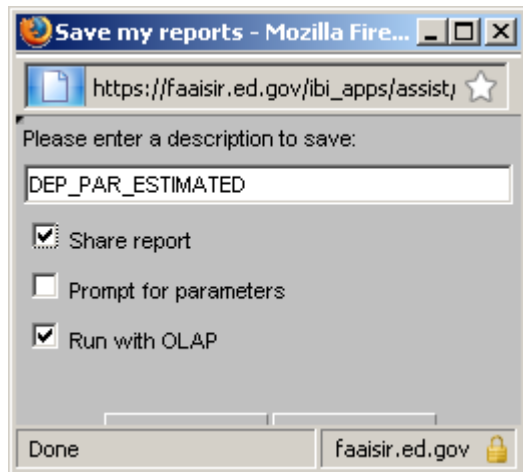 Save my reports - Mozilla Fire...
https://faaisir.ed.gov/ibi_apps/assist/
Please enter a description to save:
DEP_PAR_ESTIMATED
Share report
Prompt for parameters
Run with OLAP
Done faaisir.ed.gov